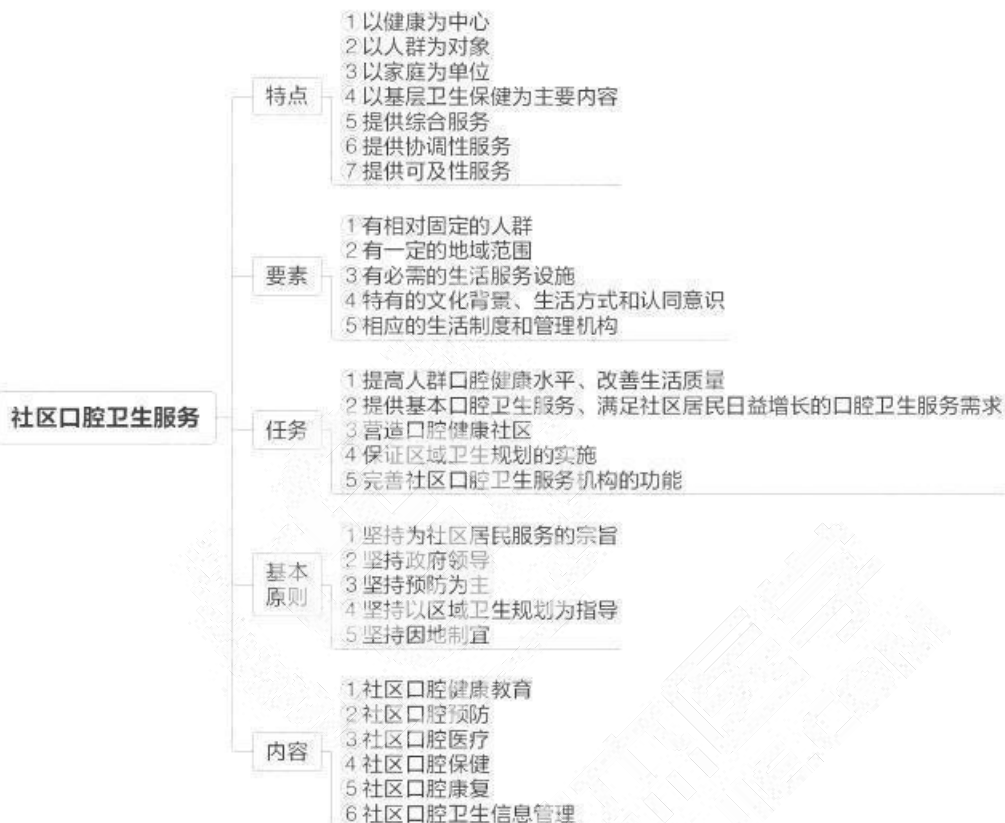 1 以健康为中心
2 以人群为对象
3 以家庭为单位
特点
4 以基层卫生保健为主要内容
5 提供综合服务
6 提供协调性服务
7 提供可及性服务
1 有相对固定的人群
2 有一定的地域范围
要素
3 有必需的生活服务设施
4 特有的文化背景、生活方式和认同意识
5 相应的生活制度和管理机构
社区口腔卫生服务
1 提高人群口腔健康水平、改善生活质量
2 提供基本口腔卫生服务、满足社区居民日益增长的口腔卫生服务需求
任务
3 营造口腔健康社区
4 保证区域卫生规划的实施
5 完善社区口腔卫生服务机构的功能
1 坚持为社区居民服务的宗旨
2 坚持政府领导
基本
原则
3 坚持预防为主
4 坚持以区域卫生规划为指导
5 坚持因地制宜
1 社区口腔健康教育
2 社区口腔预防
内容
3 社区口腔医疗
4 社区口腔保健
5 社区口腔康复
6 社区口腔卫生信息管理